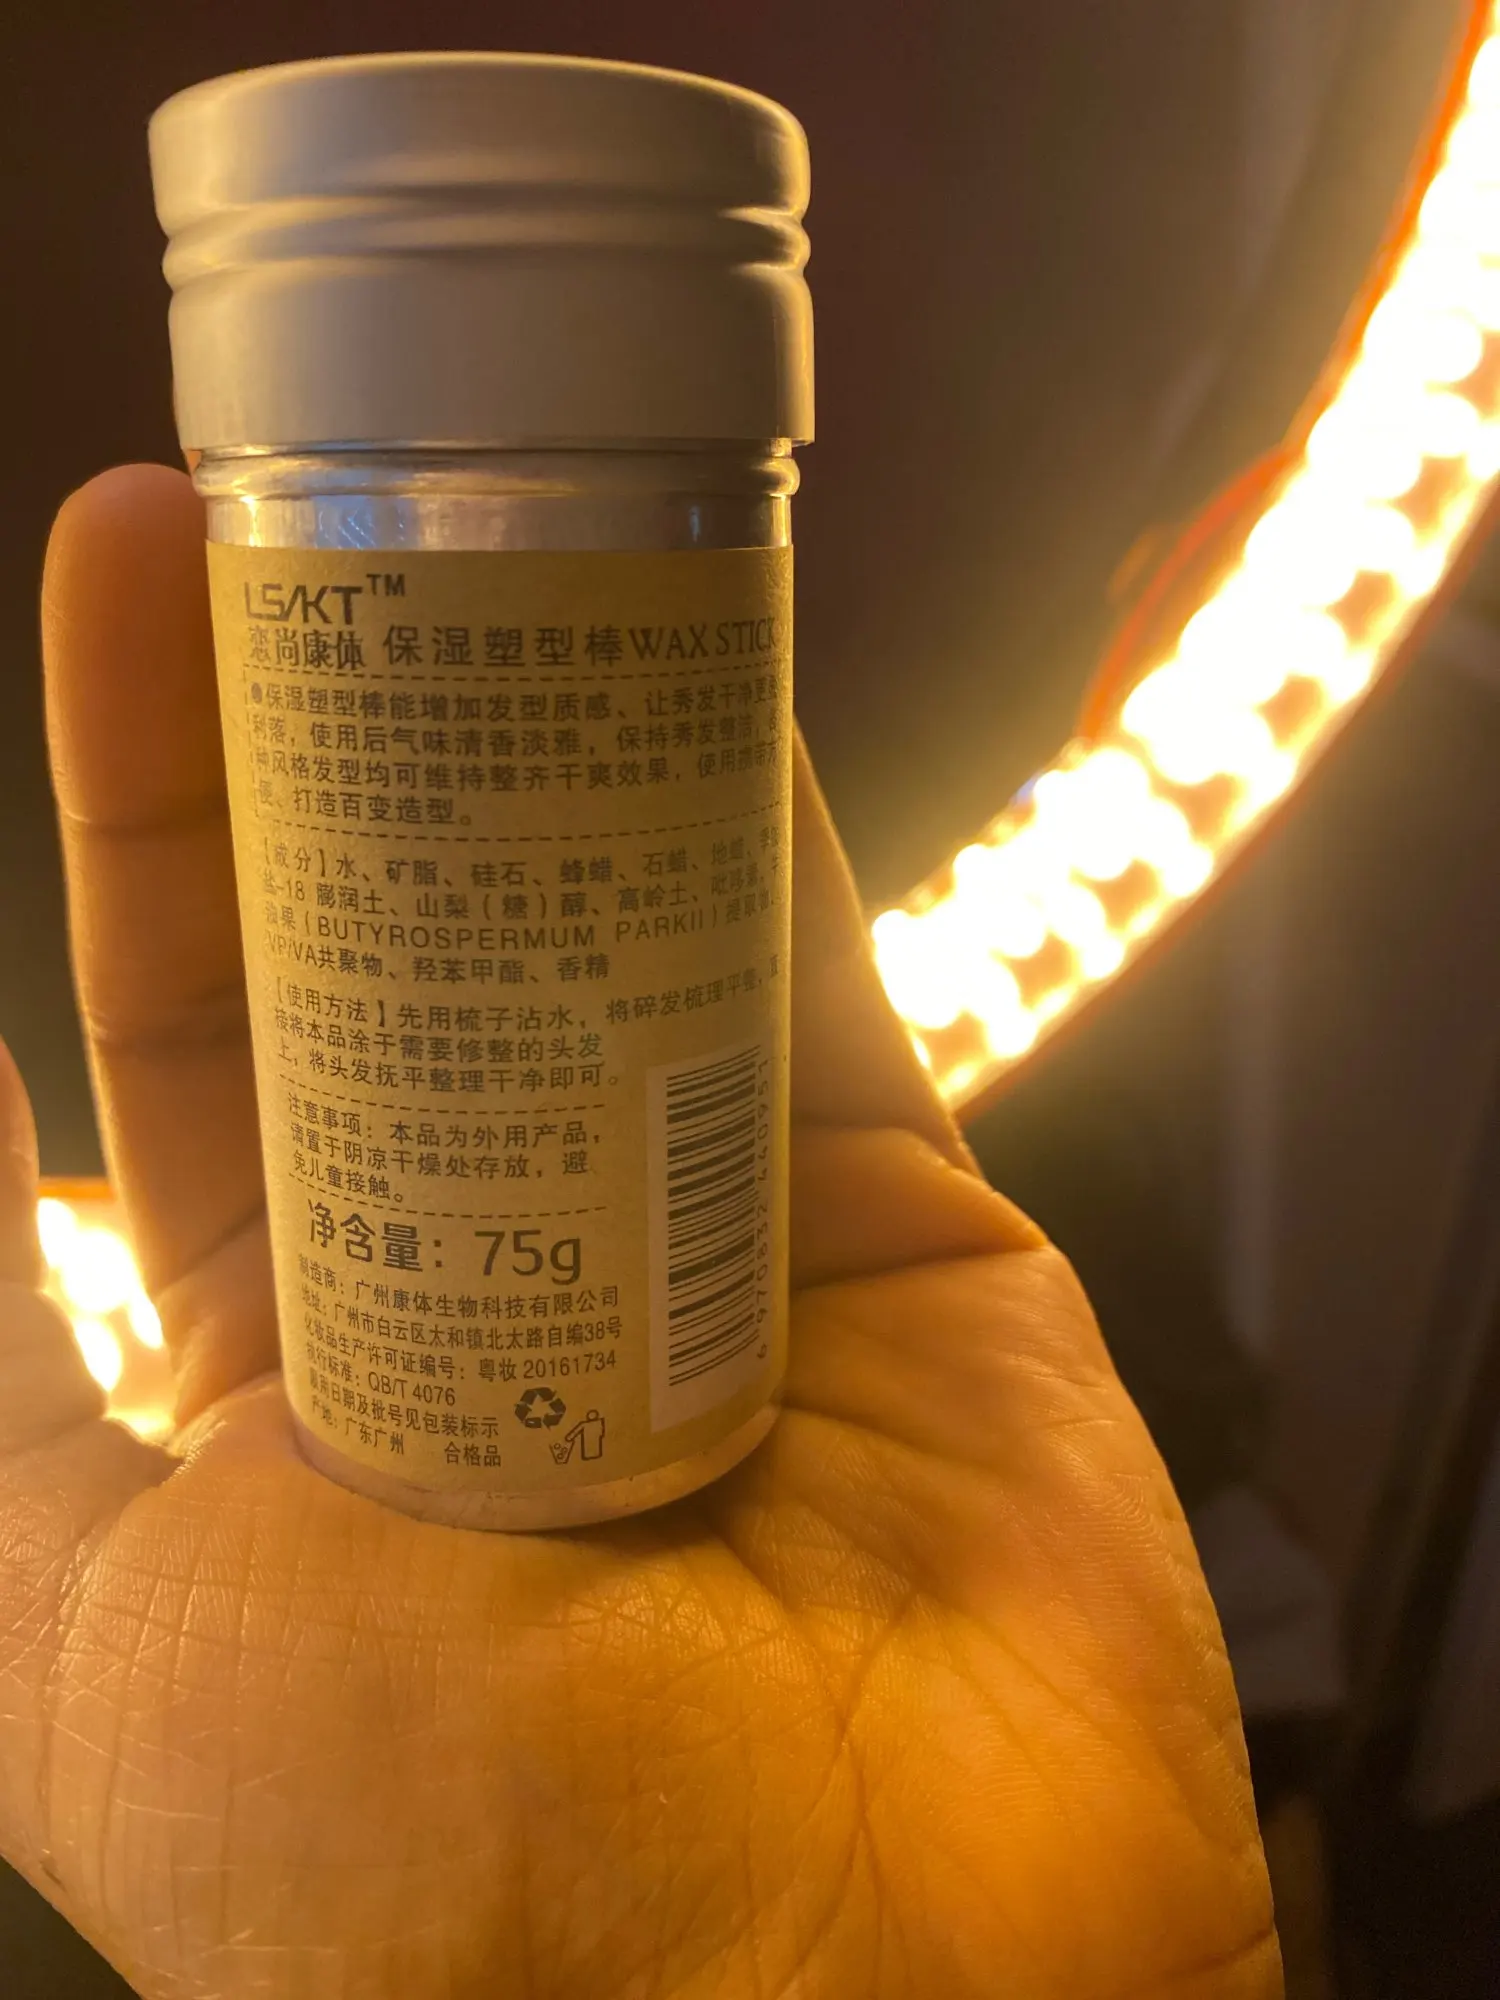 LS/KT™
恋尚康体 保湿塑型棒WAX STICK
●保湿塑型棒能增加发型质感、让秀发干净更
利落，使用后气味清香淡雅，保持秀发整洁，
种风格发型均可维持整齐干爽效果，使用携带方
便、打造百变造型。
【成分】水、矿脂、硅石、蜂蜡、石蜡、地蜡、季铵
盐-18 膨润土、山梨（糖）醇、高岭土、吡哆素、
油果（BUTYROSPERMUM PARKII）提取物、
VP/VA共聚物、羟苯甲酯、香精
【使用方法】先用梳子沾水，将碎发梳理平整，直
接将本品涂于需要修整的头发
上，将头发抚平整理干净即可。
注意事项：本品为外用产品，
请置于阴凉干燥处存放，避
免儿童接触。
净含量：75g
制造商：广州康体生物科技有限公司
地址：广州市白云区太和镇北太路自编38号
化妆品生产许可证编号：粤妆 20161734
执行标准：QB/T 4076
限用日期及批号见包装标示
产地：广东广州 合格品
6970832440951